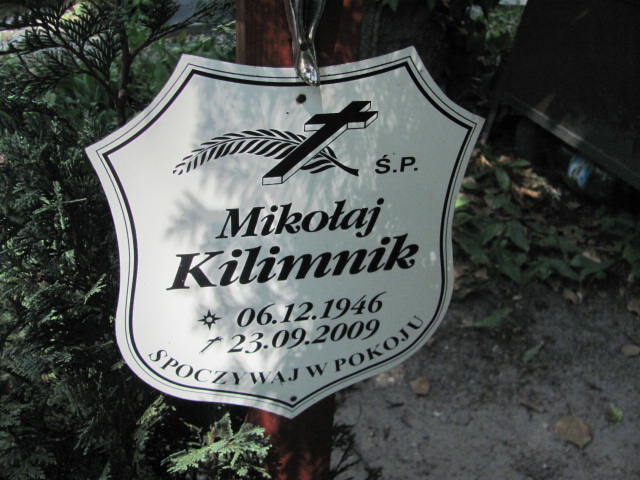 Ś.P.
Mikołaj
Kilimnik
06.12.1946
23.09.2009
SPOCZYWAJ W POKOJU